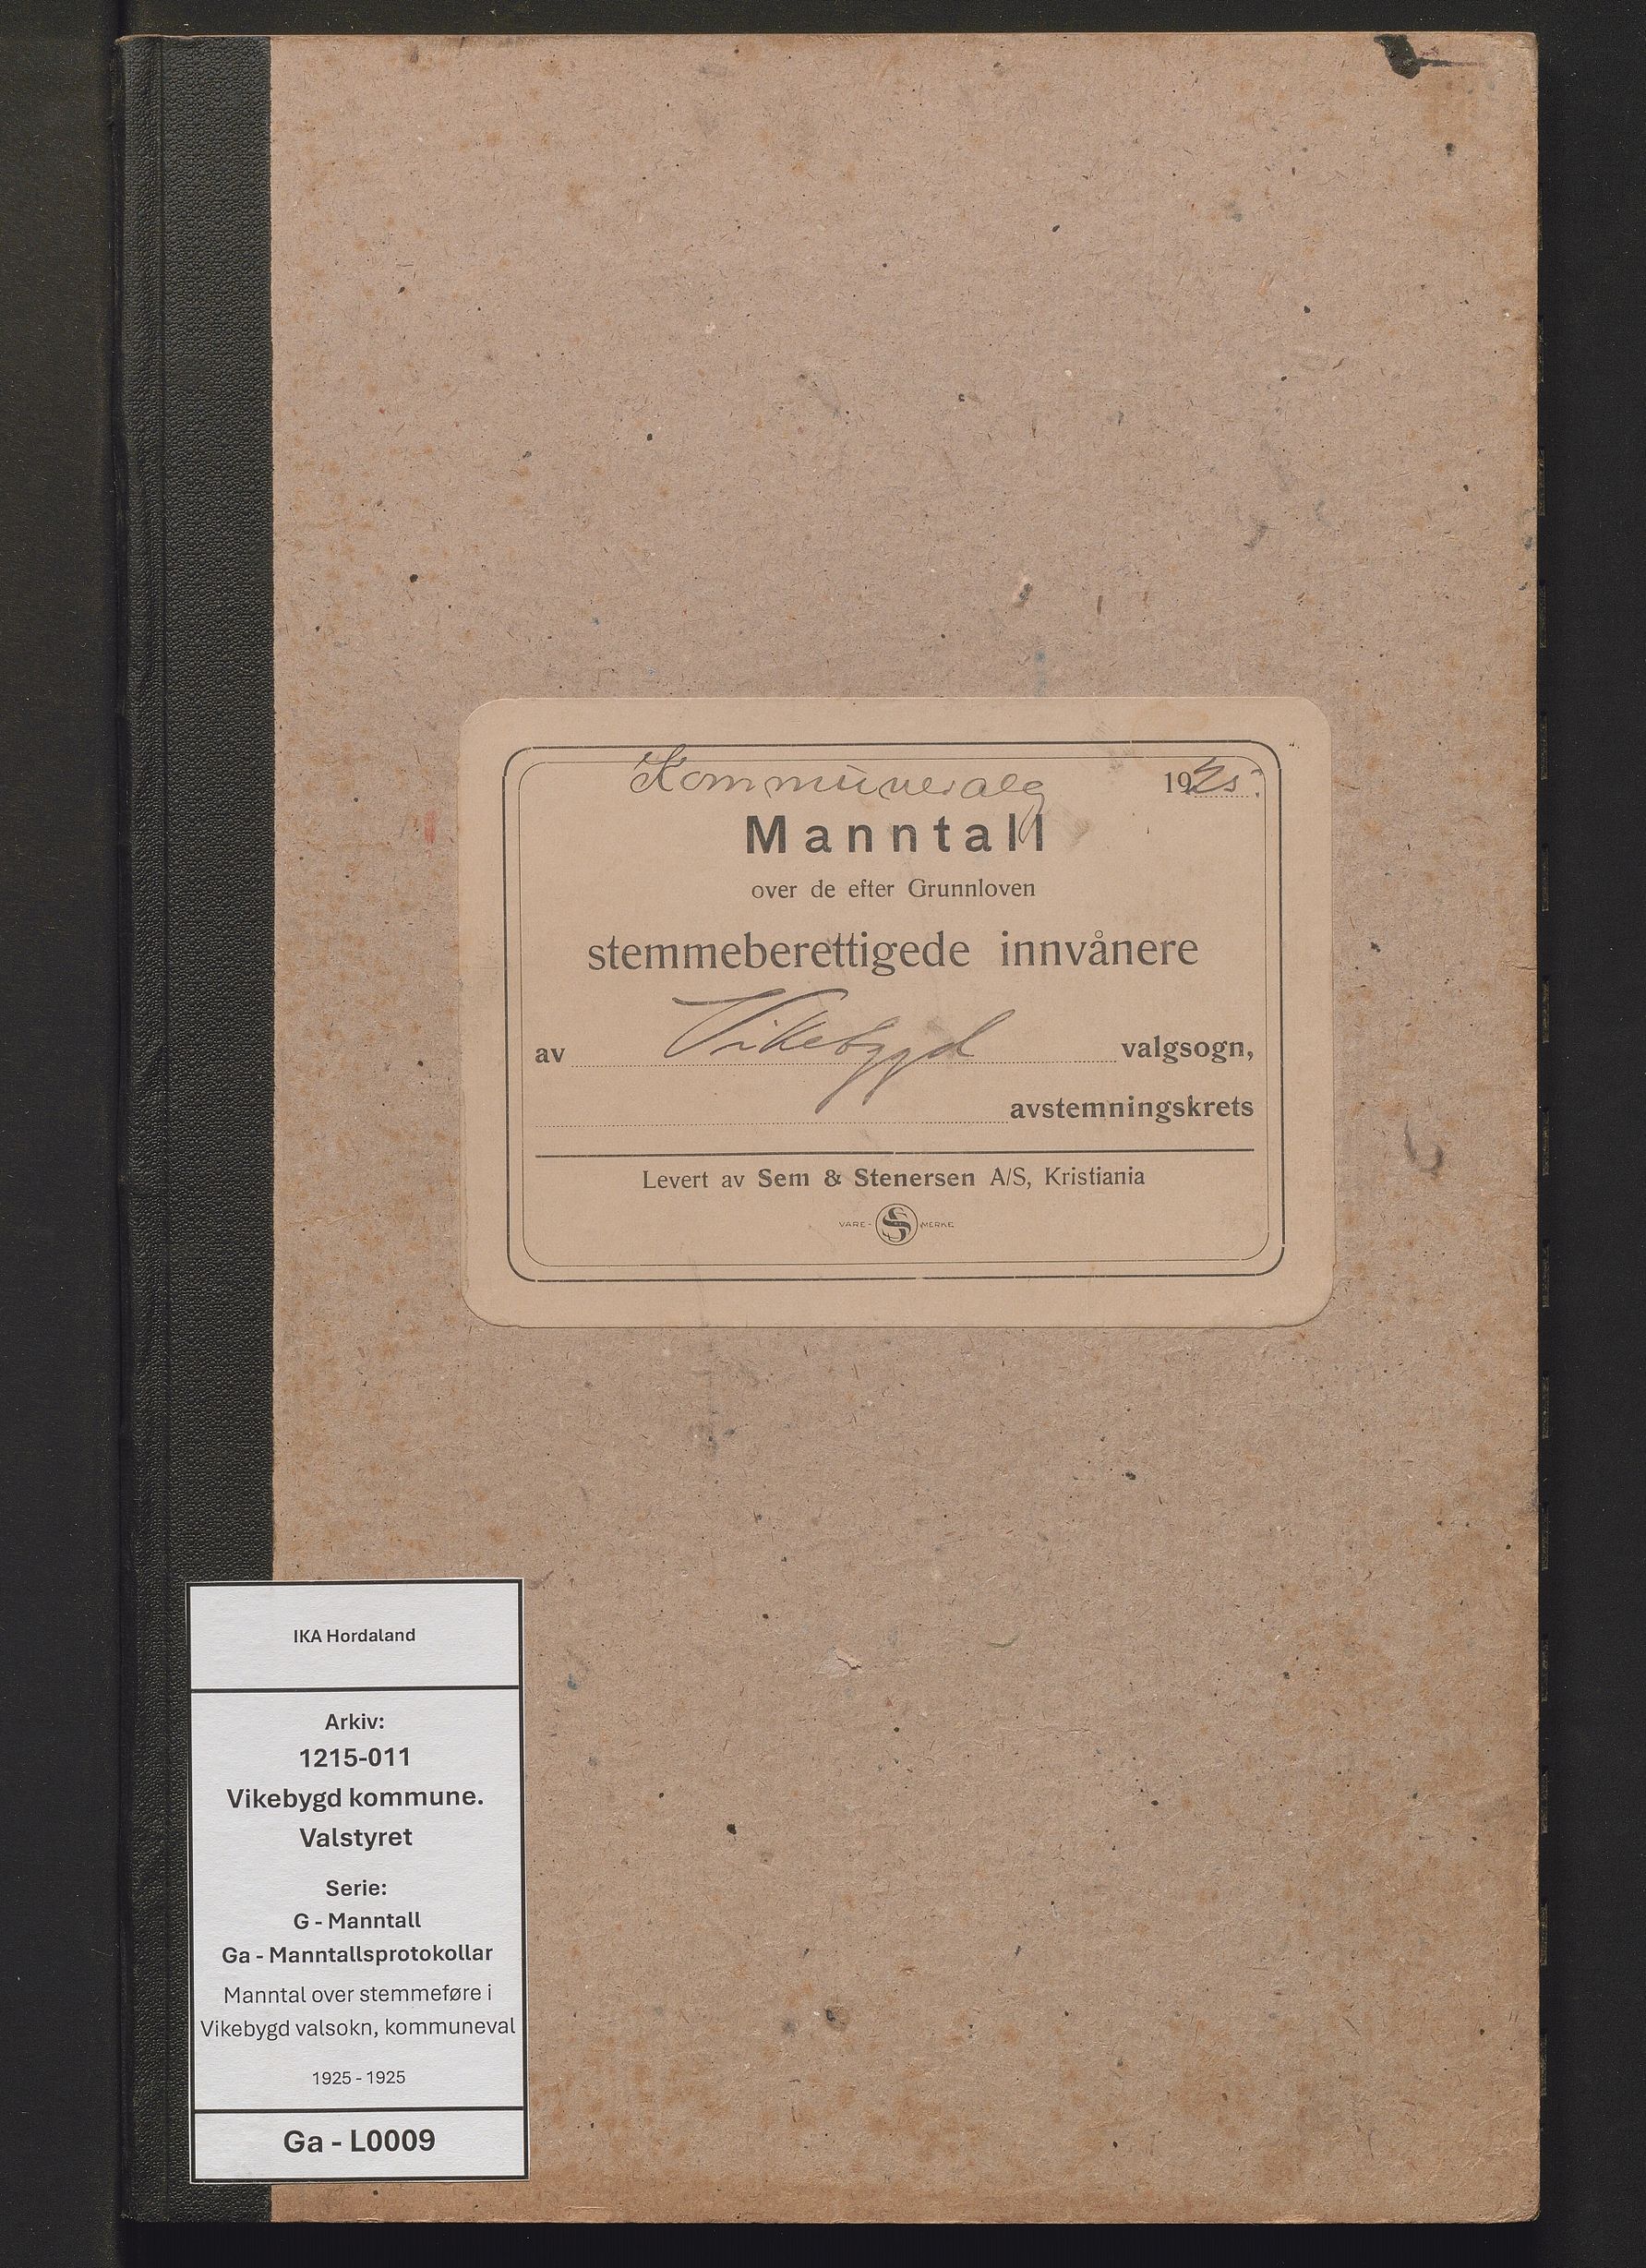 Kommunevalg 1925.
Manntall
over de efter Grunnloven
stemmeberettigede innvånere
av Vikebygd valgsogn,
avstemningskrets
Levert av Sem & Stenersen A/S, Kristiania
VARE- S MERKE
IKA Hordaland
Arkiv:
1215-011
Vikebygd kommune.
Valstyret
Serie:
G - Manntall
Ga - Manntallsprotokollar
Manntal over stemmeføre i
Vikebygd valsokn, kommuneval
1925 - 1925
Ga - L0009